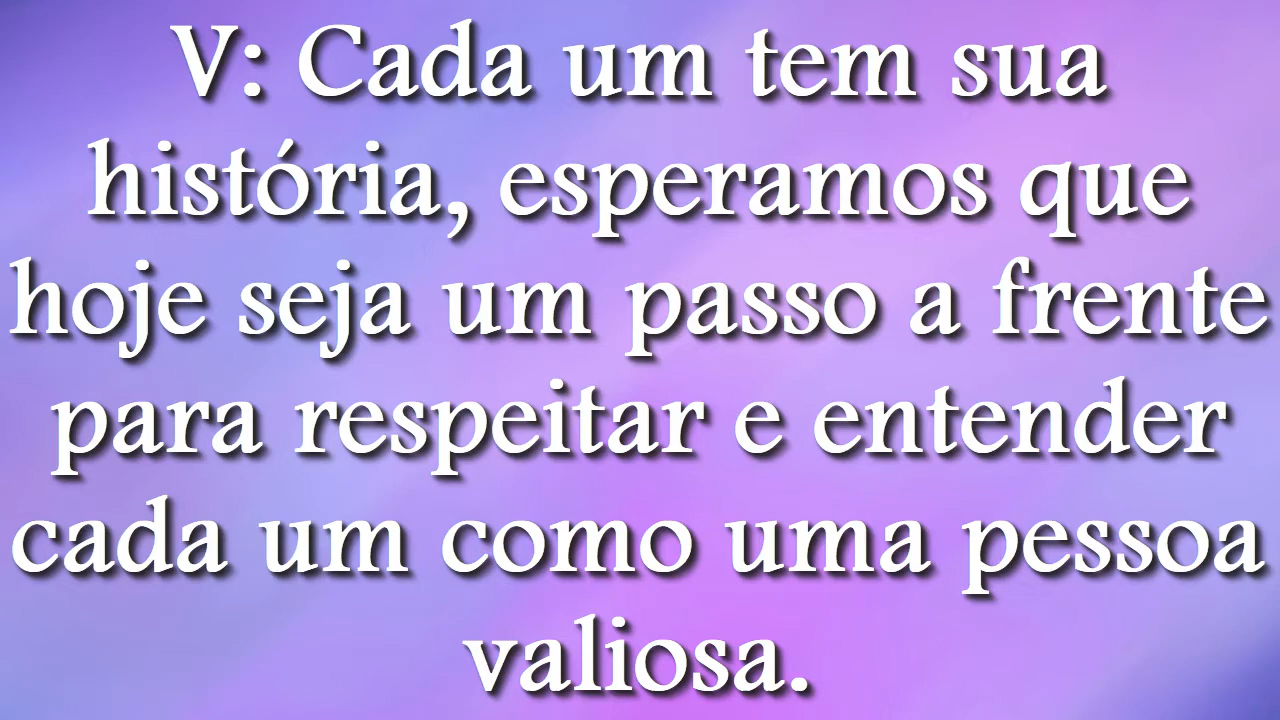 V: Cada um tem sua
história, esperamos que
hoje seja um passo a frente
para respeitar e entender
cada um como uma pessoa
valiosa.